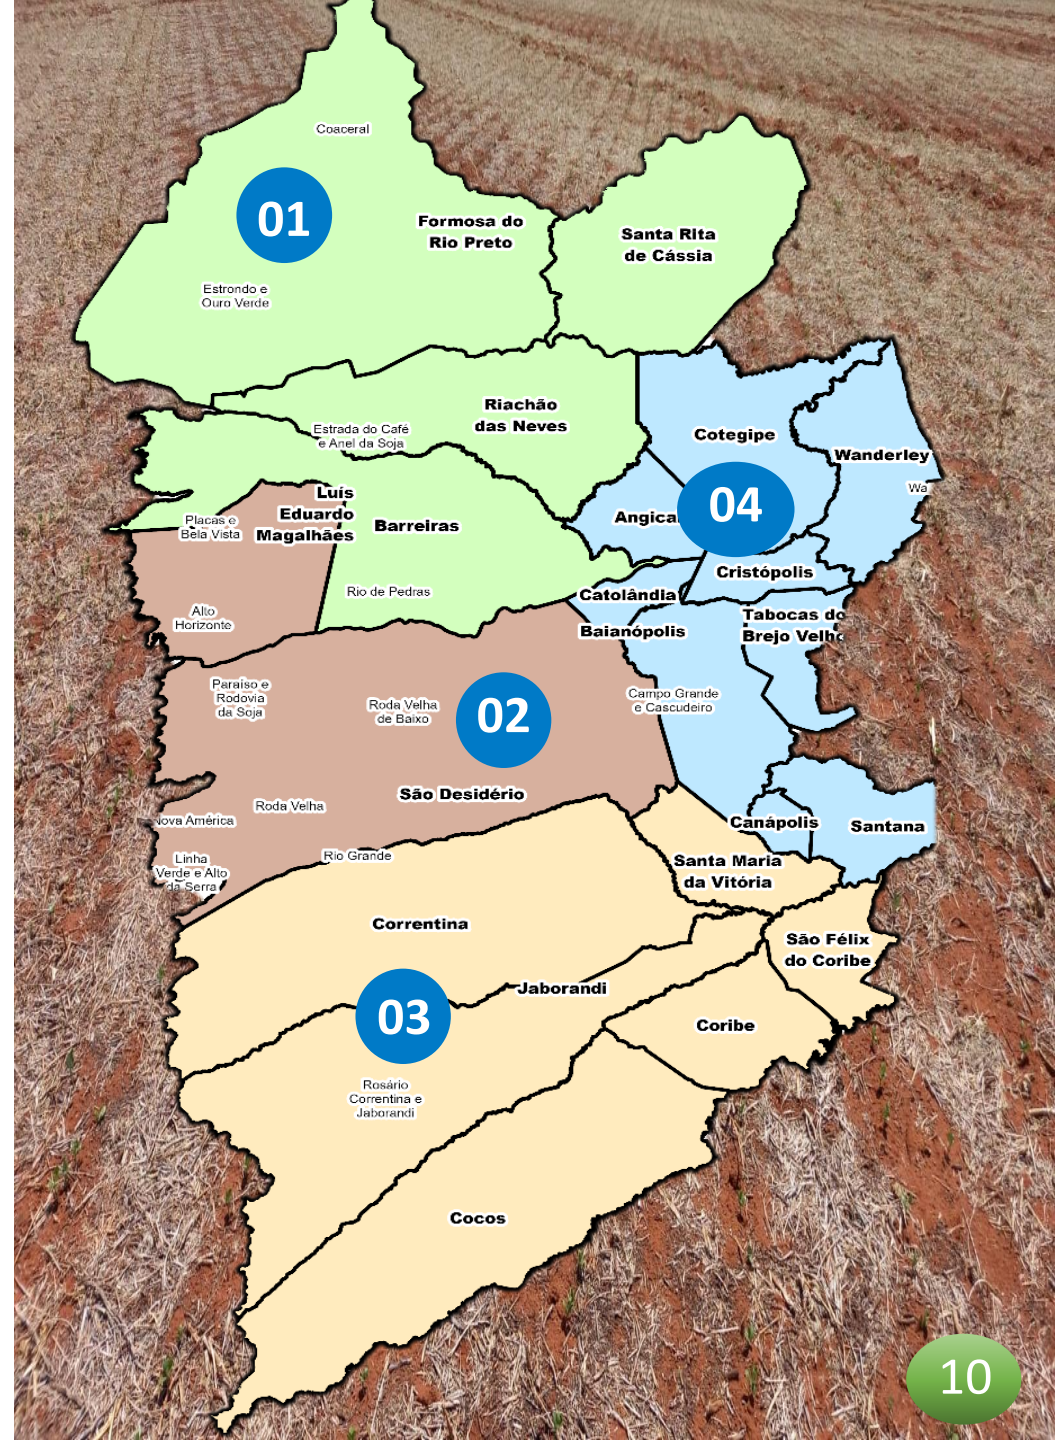 Coaceral
01
Formosa do
Rio Preto
Santa Rita
de Cássia
Estrondo e
Ouro Verde
Riachão
das Neves
Estrada do Café
e Anel da Soja
Cotegipe
Wanderley
Wa
Luís
Eduardo
Magalhães
Placas e
Bela Vista
Barreiras
Angica
04
Cristópolis
Rio de Pedras
Catolândia
Alto
Horizonte
Tabocas do
Brejo Velho
Baianópolis
Paraíso e
Rodovia
da Soja
Roda Velha
de Baixo
02
Campo Grande
e Cascudeiro
São Desidério
Roda Velha
Nova América
Canápolis
Santana
Rio Grande
Linha
Verde e Alto
da Serra
Santa Maria
da Vitória
Correntina
São Félix
do Coribe
Jaborandi
03
Coribe
Rosário
Correntina e
Jaborandi
Cocos
10